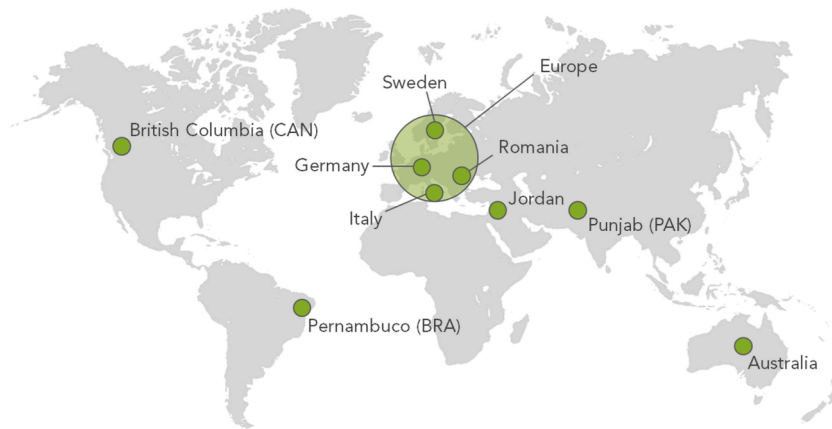 Europe
Sweden
British Columbia (CAN)
Romania
Germany
Jordan
Italy
Punjab (PAK)
Pernambuco (BRA)
Australia